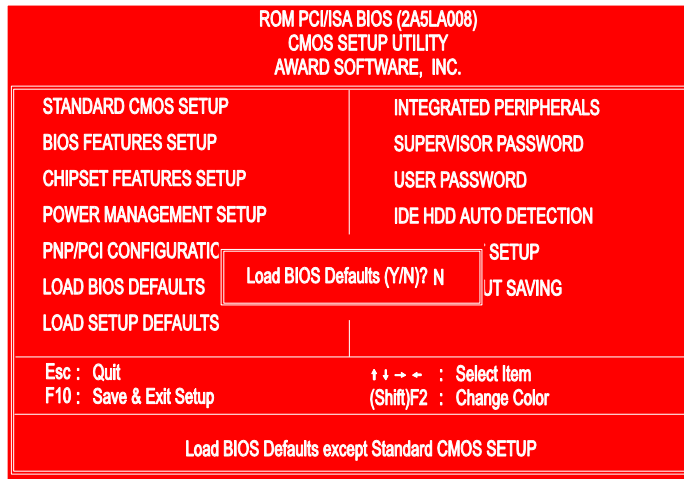 ROM PCI/ISA BIOS (2A5LA008)
CMOS SETUP UTILITY
AWARD SOFTWARE, INC.
STANDARD CMOS SETUP
BIOS FEATURES SETUP
CHIPSET FEATURES SETUP
POWER MANAGEMENT SETUP
PNP/PCI CONFIGURATIC
LOAD BIOS DEFAULTS
LOAD SETUP DEFAULTS
INTEGRATED PERIPHERALS
SUPERVISOR PASSWORD
USER PASSWORD
IDE HDD AUTO DETECTION
SETUP
UT SAVING
Load BIOS Defaults (Y/N)? N
Esc : Quit
F10 : Save & Exit Setup
↑ ↓ → ← : Select Item
(Shift)F2 : Change Color
Load BIOS Defaults except Standard CMOS SETUP